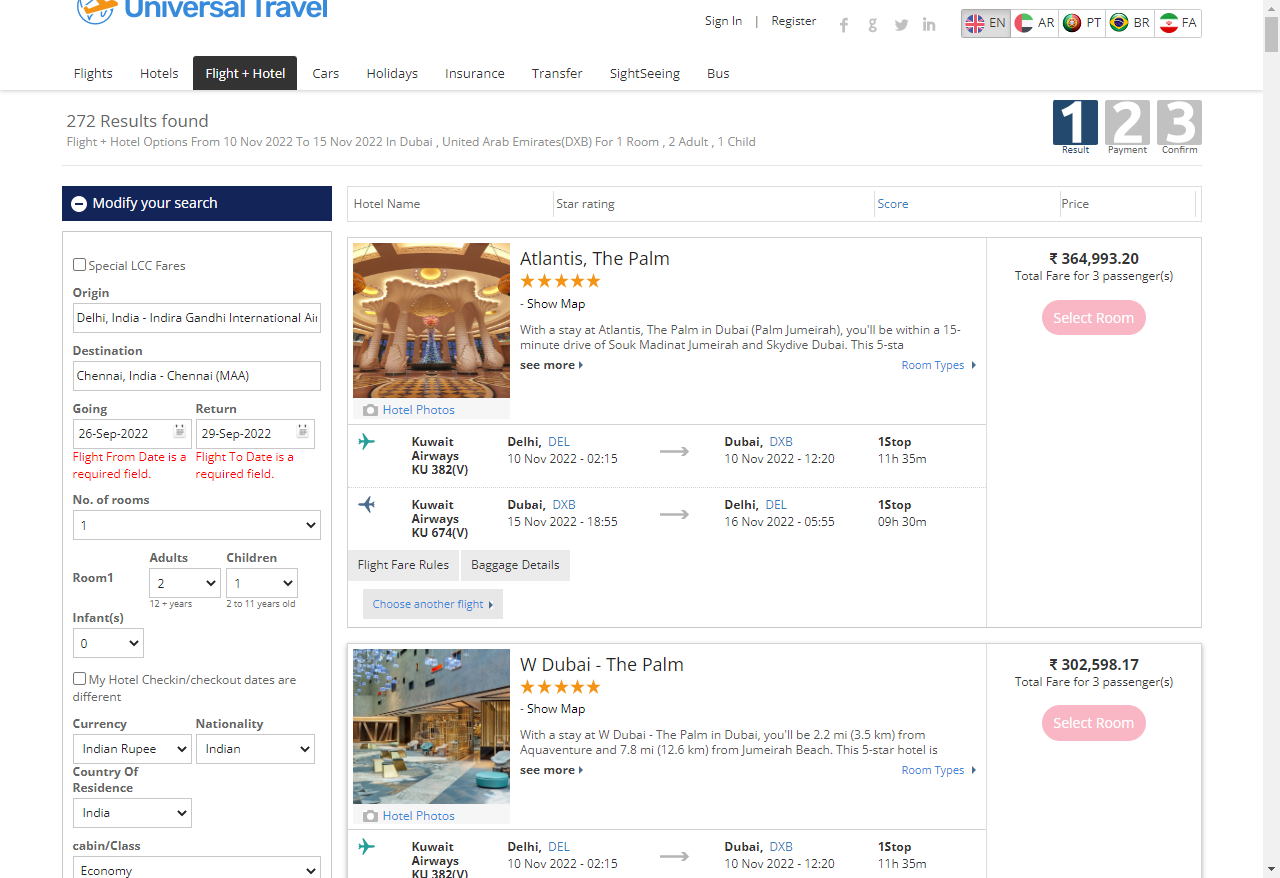 Universal Travel
Sign In | Register
EN AR PT BR FA
Flights Hotels Flight + Hotel Cars Holidays Insurance Transfer SightSeeing Bus
272 Results found
Flight + Hotel Options From 10 Nov 2022 To 15 Nov 2022 In Dubai , United Arab Emirates(DXB) For 1 Room , 2 Adult , 1 Child
1 2 3
Result Payment Confirm
Modify your search
Special LCC Fares
Origin
Delhi, India - Indira Gandhi International Air
Destination
Chennai, India - Chennai (MAA)
Going Return
26-Sep-2022 29-Sep-2022
Flight From Date is a required field.
Flight To Date is a required field.
No. of rooms
1
Adults Children
Room1 2 1
12 + years 2 to 11 years old
Infant(s)
0
My Hotel Checkin/checkout dates are
different
Currency Nationality
Indian Rupee Indian
Country Of
Residence
India
cabin/Class
Economy
Hotel Name Star rating Score Price
Atlantis, The Palm
- Show Map
With a stay at Atlantis, The Palm in Dubai (Palm Jumeirah), you'll be within a 15-
minute drive of Souk Madinat Jumeirah and Skydive Dubai. This 5-sta
see more Room Types
Hotel Photos
₹ 364,993.20
Total Fare for 3 passenger(s)
Select Room
Kuwait
Airways
KU 382(V)
Delhi, DEL
10 Nov 2022 - 02:15
Dubai, DXB
10 Nov 2022 - 12:20
1Stop
11h 35m
Kuwait
Airways
KU 674(V)
Dubai, DXB
15 Nov 2022 - 18:55
Delhi, DEL
16 Nov 2022 - 05:55
1Stop
09h 30m
Flight Fare Rules Baggage Details
Choose another flight
W Dubai - The Palm
- Show Map
With a stay at W Dubai - The Palm in Dubai, you'll be 2.2 mi (3.5 km) from
Aquaventure and 7.8 mi (12.6 km) from Jumeirah Beach. This 5-star hotel is
see more Room Types
Hotel Photos
₹ 302,598.17
Total Fare for 3 passenger(s)
Select Room
Kuwait
Airways
KU 382(V)
Delhi, DEL
10 Nov 2022 - 02:15
Dubai, DXB
10 Nov 2022 - 12:20
1Stop
11h 35m